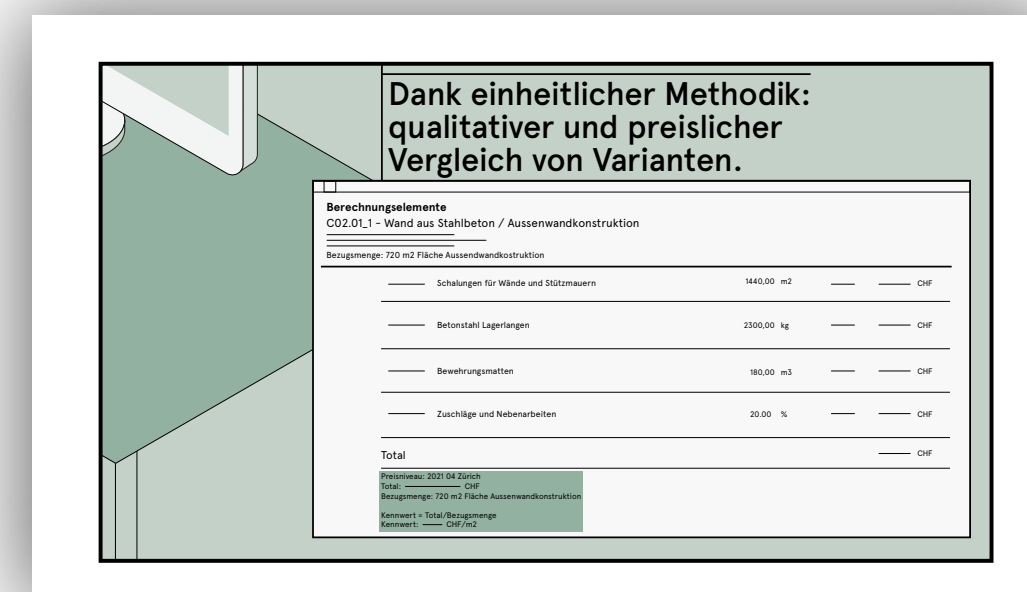 Dank einheitlicher Methodik:
qualitativer und preislicher
Vergleich von Varianten.
Berechnungselemente
C02.01_1 - Wand aus Stahlbeton / Aussenwandkonstruktion
Bezugsmenge: 720 m2 Fläche Aussendwandkostruktion
Schalungen für Wände und Stützmauern 1440,00 m2 CHF
Betonstahl Lagerlangen 2300,00 kg CHF
Bewehrungsmatten 180,00 m3 CHF
Zuschläge und Nebenarbeiten 20.00 % CHF
Total CHF
Preisniveau: 2021 04 Zürich
Total: CHF
Bezugsmenge: 720 m2 Fläche Aussenwandkonstruktion
Kennwert = Total/Bezugsmenge
Kennwert: CHF/m2